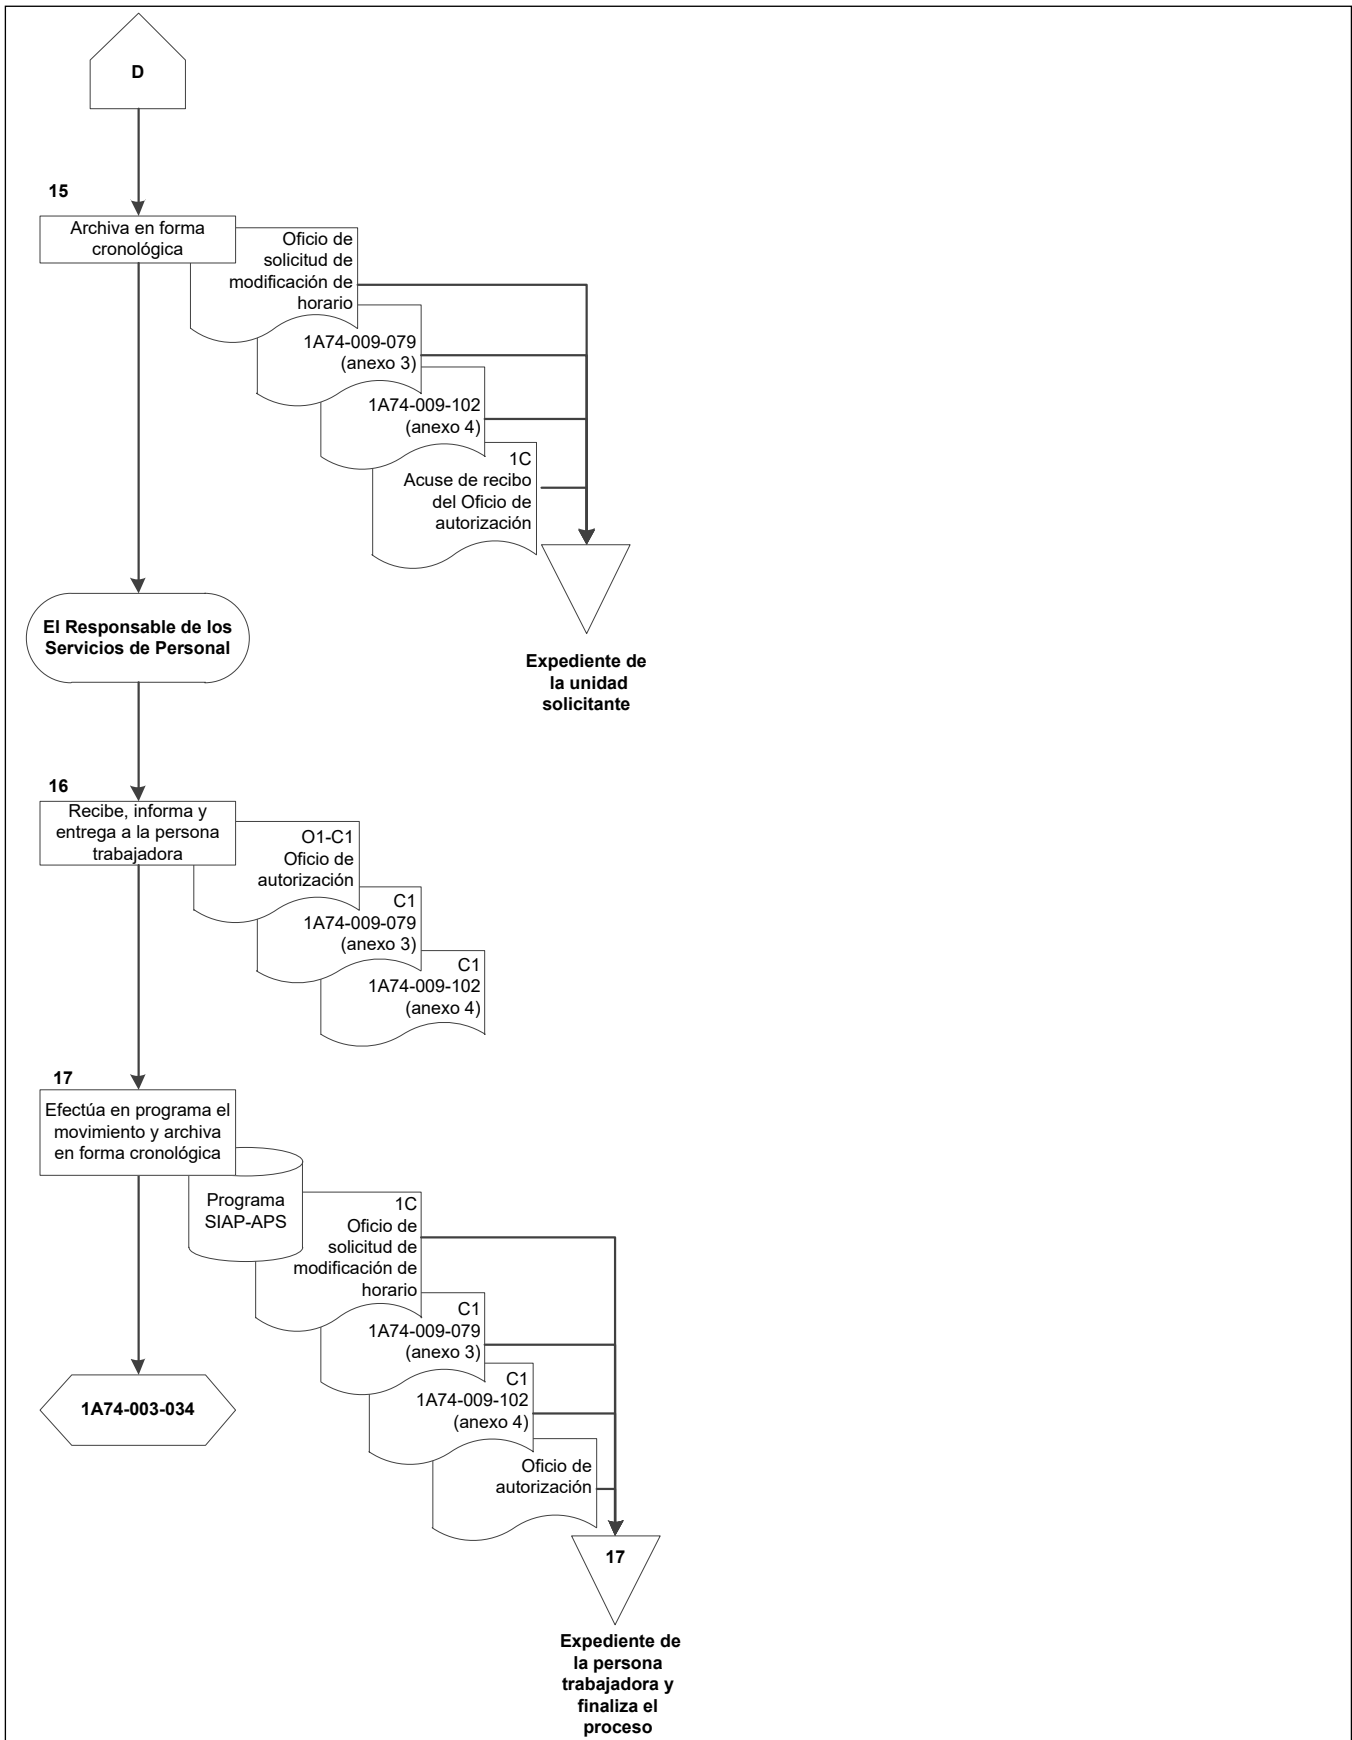 D
15
Archiva en forma
cronológica
Oficio de
solicitud de
modificación de
horario
1A74-009-079
(anexo 3)
1A74-009-102
(anexo 4)
1C
Acuse de recibo
del Oficio de
autorización
El Responsable de los
Servicios de Personal
Expediente de
la unidad
solicitante
16
Recibe, informa y
entrega a la persona
trabajadora
O1-C1
Oficio de
autorización
C1
1A74-009-079
(anexo 3)
C1
1A74-009-102
(anexo 4)
17
Efectúa en programa el
movimiento y archiva
en forma cronológica
Programa
SIAP-APS
1C
Oficio de
solicitud de
modificación de
horario
C1
1A74-009-079
(anexo 3)
C1
1A74-009-102
(anexo 4)
1A74-003-034
Oficio de
autorización
17
Expediente de
la persona
trabajadora y
finaliza el
proceso